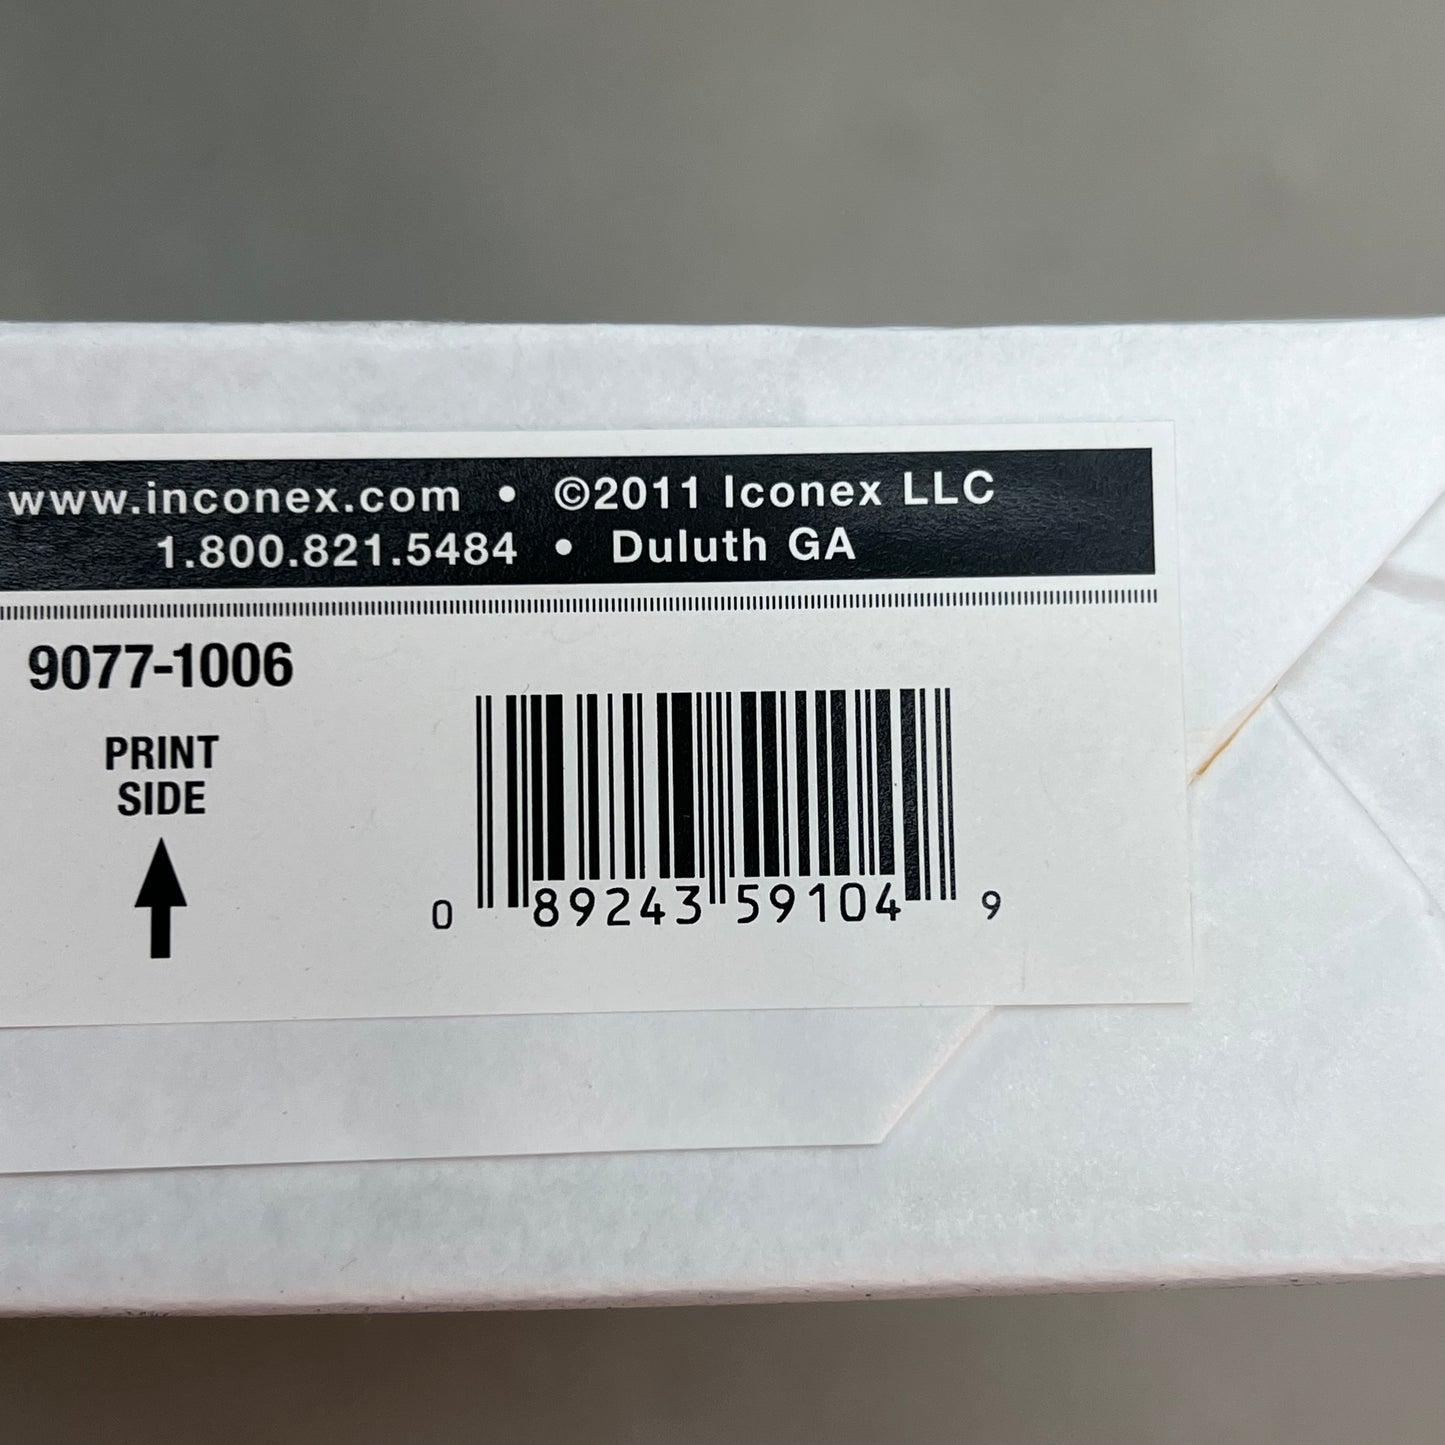 www.inconex.com • ©2011 Iconex LLC
1.800.821.5484 • Duluth GA
9077-1006
PRINT
SIDE
0 89243 59104 9